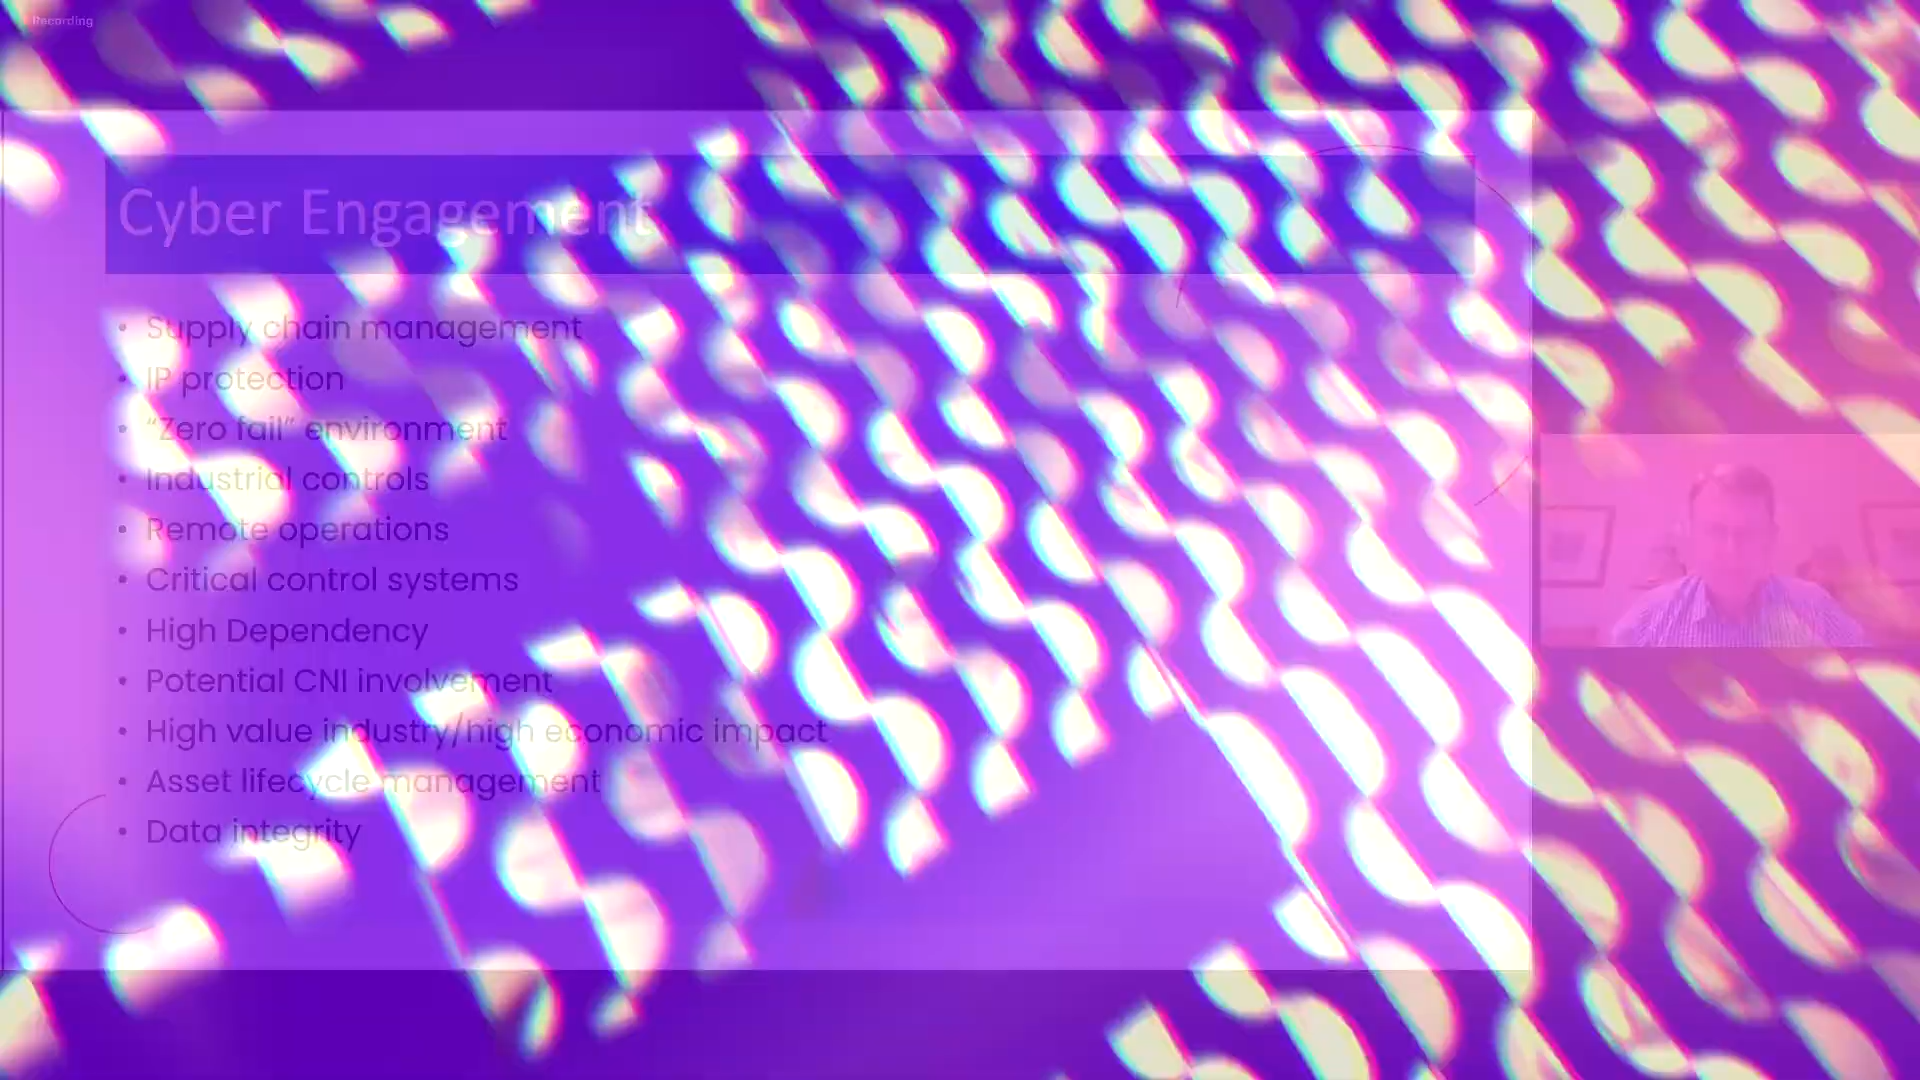 Recording
Cyber Engagement
• Supply chain management
• IP protection
• “Zero fail” environment
• Industrial controls
• Remote operations
• Critical control systems
• High Dependency
• Potential CNI involvement
• High value industry/high economic impact
• Asset lifecycle management
• Data integrity